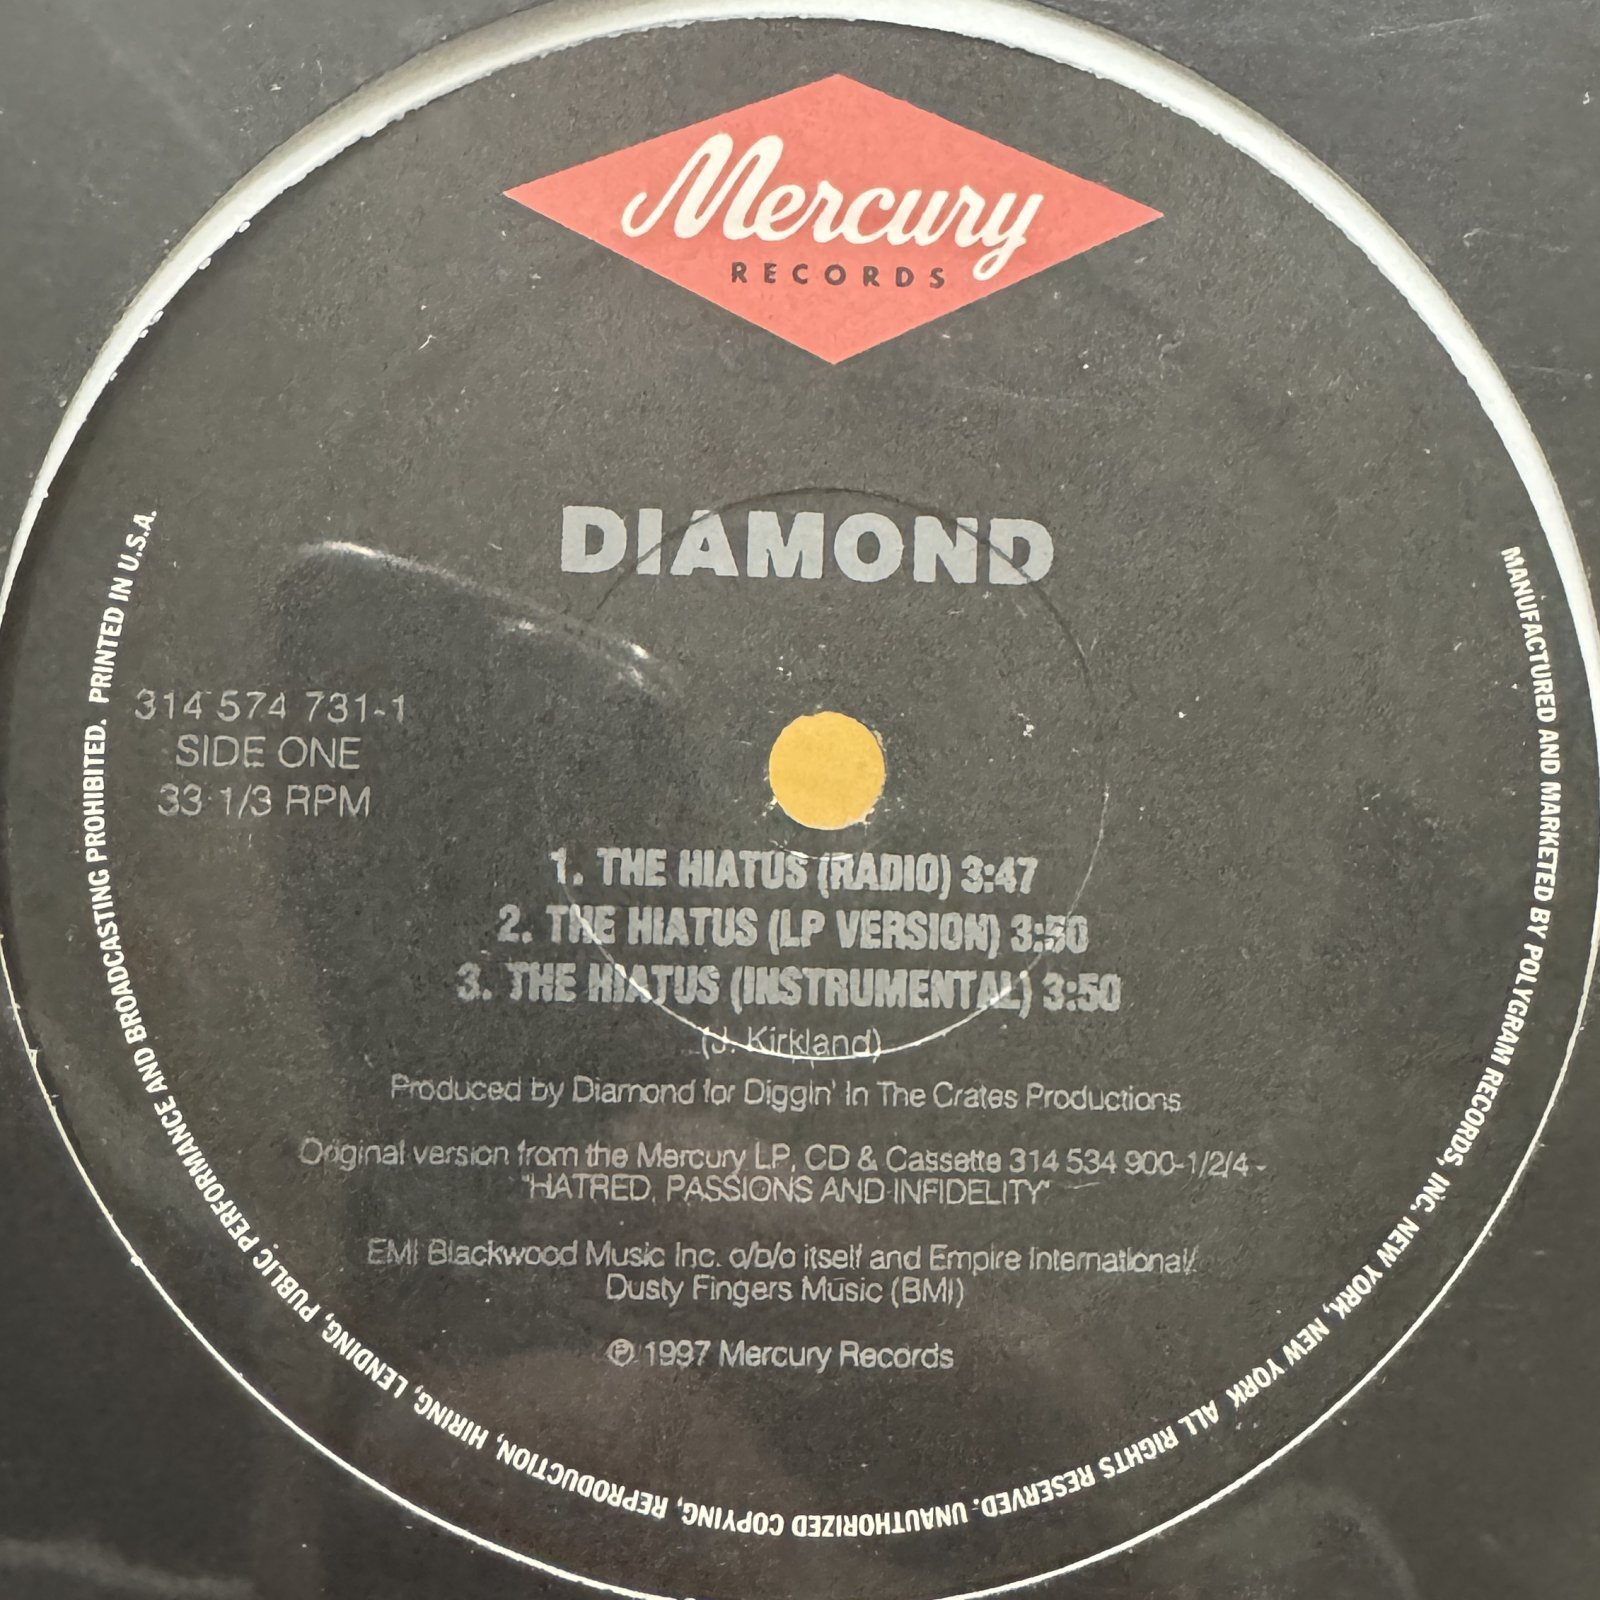 Mercury
RECORDS
DIAMOND
314 574 731-1
SIDE ONE
33 1/3 RPM
1. THE HIATUS (RADIO) 3:47
2. THE HIATUS (LP VERSION) 3:50
3. THE HIATUS (INSTRUMENTAL) 3:50
(J. Kirkland)
Produced by Diamond for Diggin' In The Crates Productions
Original version from the Mercury LP, CD & Cassette 314 534 900-1/2/4 -
"HATRED, PASSIONS AND INFIDELITY"
EMI Blackwood Music Inc. o/b/o itself and Empire International/
Dusty Fingers Music (BMI)
℗ 1997 Mercury Records
MANUFACTURED AND MARKETED BY POLYGRAM RECORDS, INC. NEW YORK, NEW YORK ALL RIGHTS RESERVED. UNAUTHORIZED COPYING, REPRODUCTION, HIRING, LENDING, PUBLIC PERFORMANCE AND BROADCASTING PROHIBITED. PRINTED IN U.S.A.